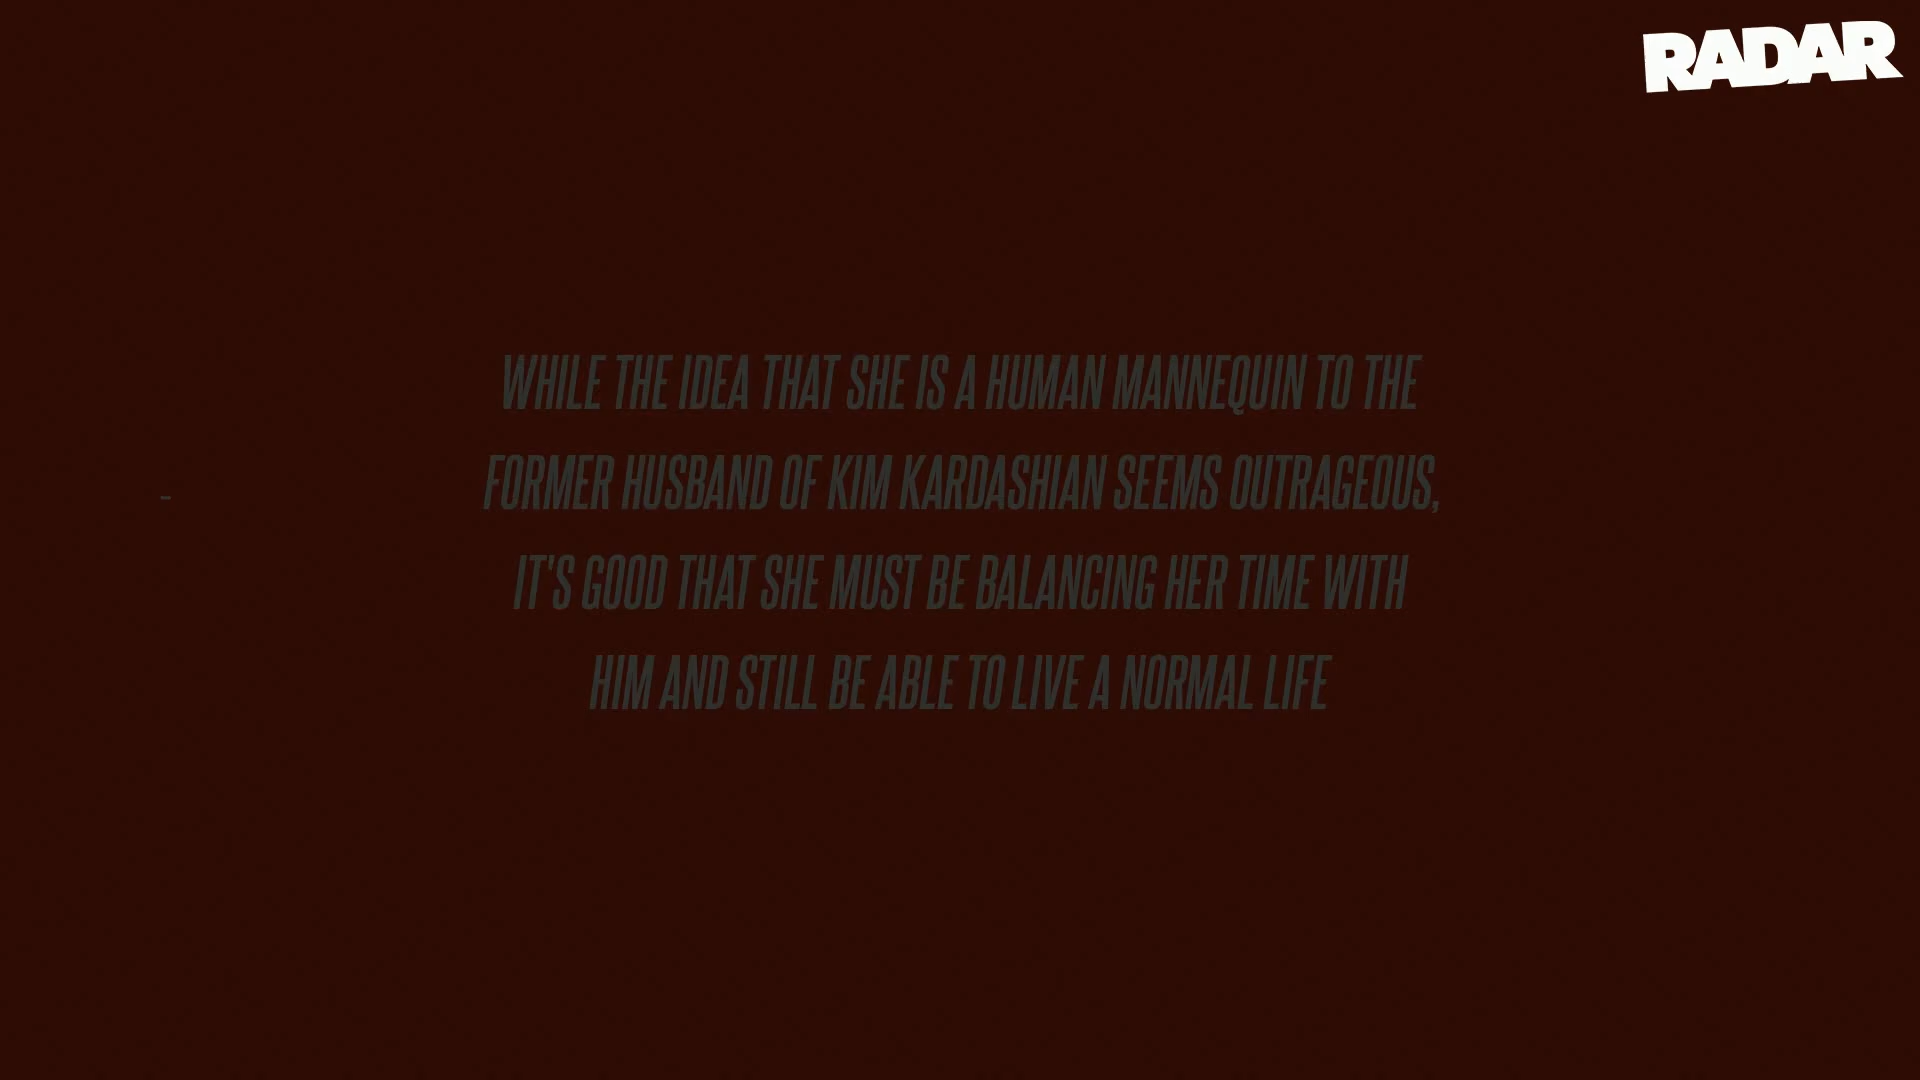 RADAR
WHILE THE IDEA THAT SHE IS A HUMAN MANNEQUIN TO THE
FORMER HUSBAND OF KIM KARDASHIAN SEEMS OUTRAGEOUS,
-
IT'S GOOD THAT SHE MUST BE BALANCING HER TIME WITH
HIM AND STILL BE ABLE TO LIVE A NORMAL LIFE